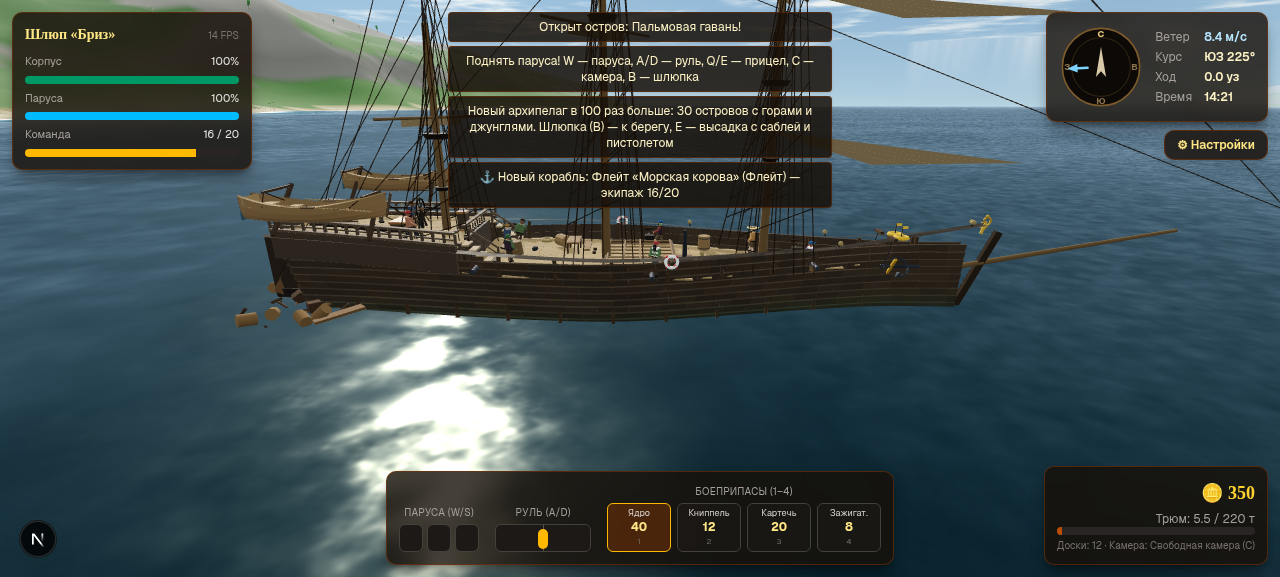 Шлюп «Бриз»
14 FPS
Корпус 100%
Паруса 100%
Команда 16 / 20
Открыт остров: Пальмовая гавань!
Поднять паруса! W — паруса, A/D — руль, Q/E — прицел, C —
камера, B — шлюпка
Новый архипелаг в 100 раз больше: 30 островов с горами и
джунглями. Шлюпка (B) — к берегу, E — высадка с саблей и
пистолетом
⚓ Новый корабль: Флейт «Морская корова» (Флейт) —
экипаж 16/20
С
З
В
Ю
Ветер 8.4 м/с
Курс ЮЗ 225°
Ход 0.0 уз
Время 14:21
⚙ Настройки
ПАРУСА (W/S)
РУЛЬ (A/D)
БОЕПРИПАСЫ (1–4)
Ядро
40
1
Книппель
12
2
Картечь
20
3
Зажигат.
8
4
350
Трюм: 5.5 / 220 т
Доски: 12 · Камера: Свободная камера (C)
N